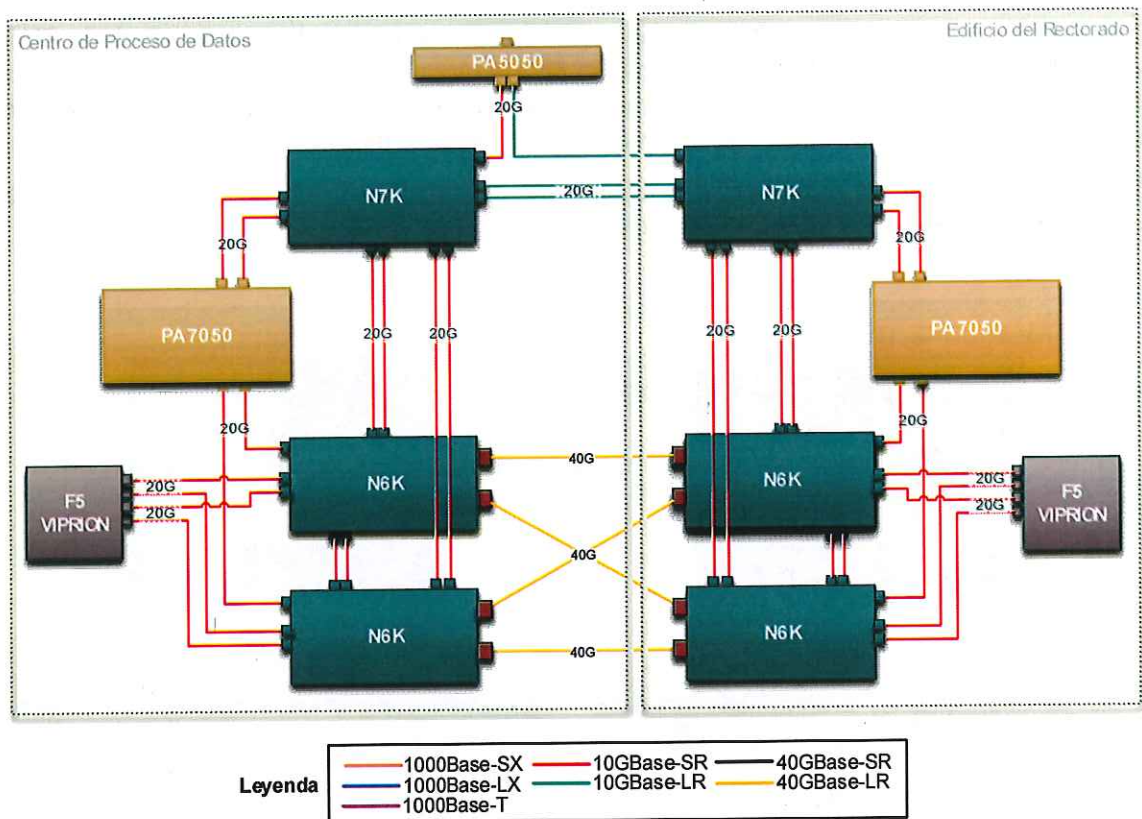 Centro de Proceso de Datos
Edificio del Rectorado
PA5050
20G
N7K
20G
N7K
20G
20G
PA7050
20G
20G
20G
20G
PA7050
20G
20G
N6K
40G
N6K
F5
VIPRION
20G
20G
40G
20G
20G
F5
VIPRION
N6K
40G
N6K
Leyenda
1000Base-SX
10GBase-SR
40GBase-SR
1000Base-LX
10GBase-LR
40GBase-LR
1000Base-T